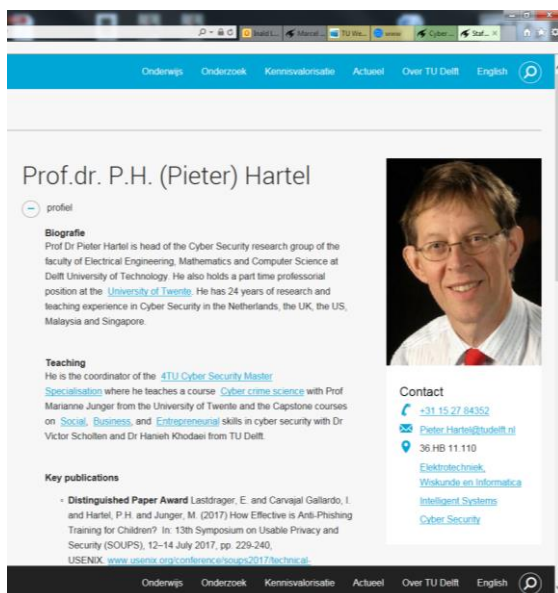 Inald L...
Marcel ...
TU We...
www
Cyber ...
Staf...
Onderwijs Onderzoek Kennisvalorisatie Actueel Over TU Delft English
Prof.dr. P.H. (Pieter) Hartel
profiel
Biografie
Prof Dr Pieter Hartel is head of the Cyber Security research group of the
faculty of Electrical Engineering, Mathematics and Computer Science at
Delft University of Technology. He also holds a part time professorial
position at the University of Twente. He has 24 years of research and
teaching experience in Cyber Security in the Netherlands, the UK, the US,
Malaysia and Singapore.
Teaching
He is the coordinator of the 4TU Cyber Security Master
Specialisation where he teaches a course Cyber crime science with Prof
Marianne Junger from the University of Twente and the Capstone courses
on Social, Business, and Entrepreneurial skills in cyber security with Dr
Victor Scholten and Dr Hanieh Khodaei from TU Delft.
Key publications
Distinguished Paper Award Lastdrager, E. and Carvajal Gallardo, I.
and Hartel, P.H. and Junger, M. (2017) How Effective is Anti-Phishing
Training for Children? In: 13th Symposium on Usable Privacy and
Security (SOUPS), 12–14 July 2017, pp. 229-240,
USENIX. www.usenix.org/conference/soups2017/technical-
Contact
+31 15 27 84352
Pieter.Hartel@tudelft.nl
36.HB 11.110
Elektrotechniek,
Wiskunde en Informatica
Intelligent Systems
Cyber Security
Onderwijs Onderzoek Kennisvalorisatie Actueel Over TU Delft English